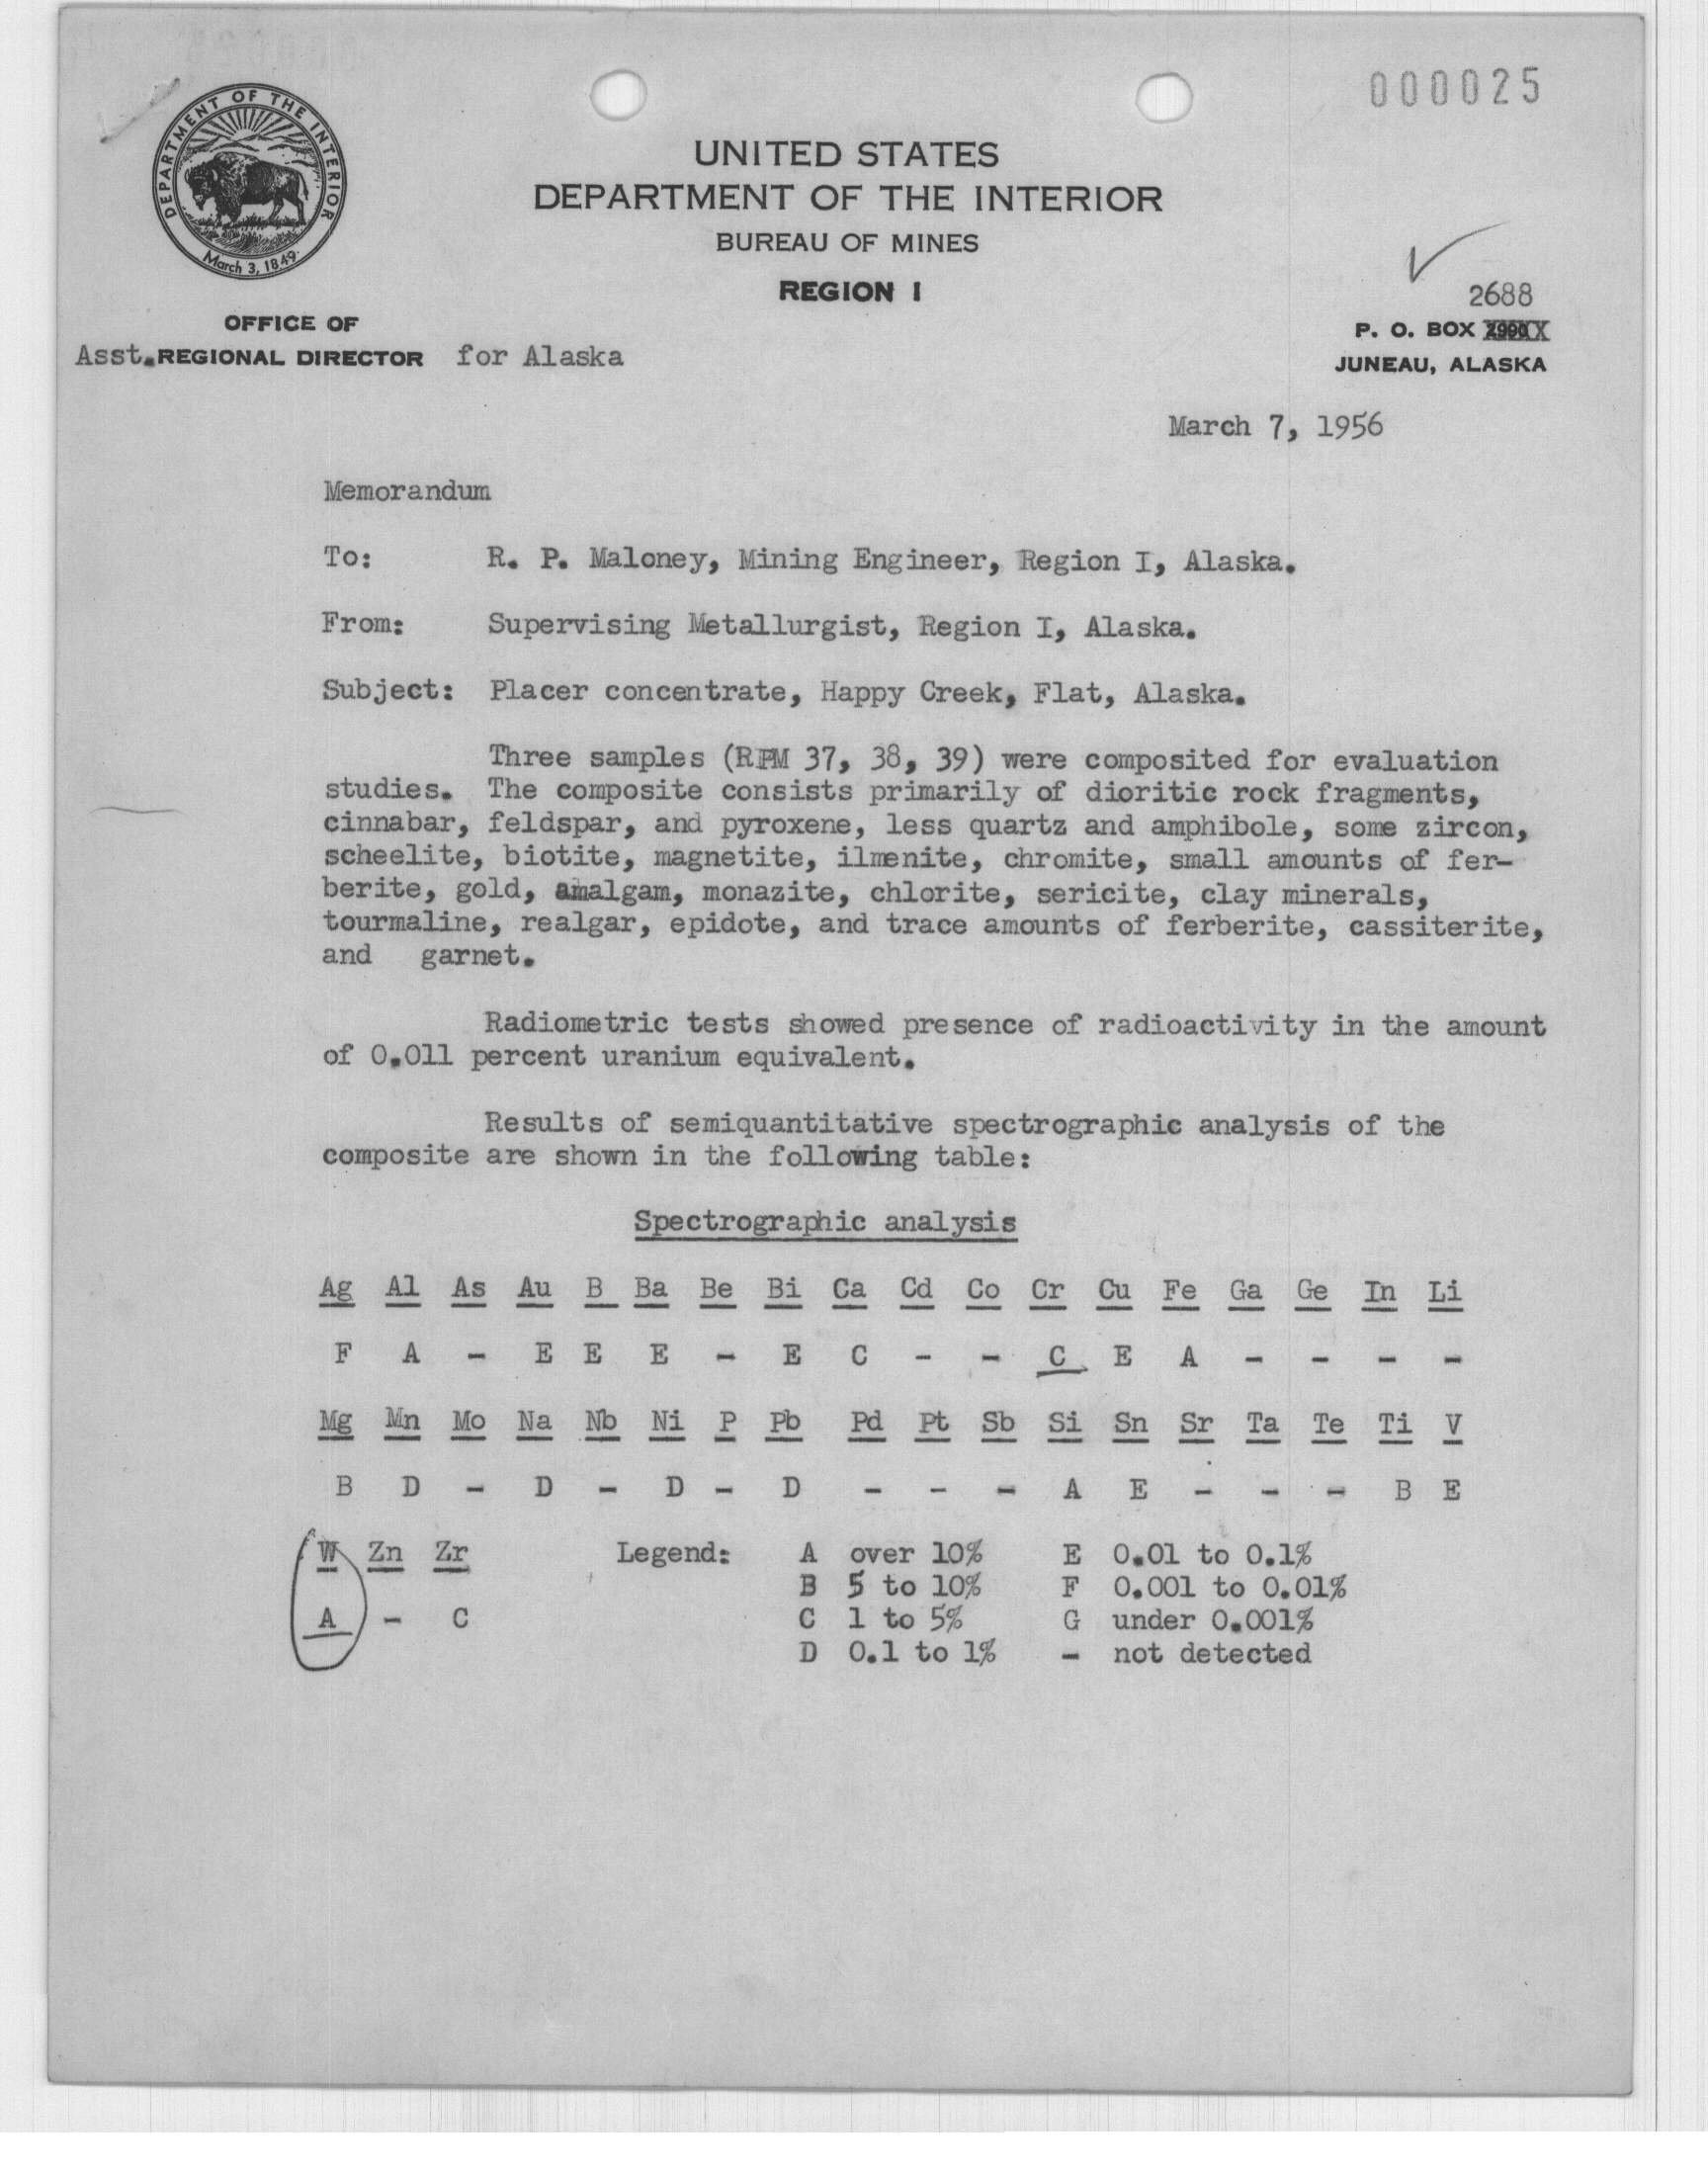 000025
DEPARTMENT OF THE INTERIOR
March 3, 1849
UNITED STATES
DEPARTMENT OF THE INTERIOR
BUREAU OF MINES
REGION I
OFFICE OF
Asst. REGIONAL DIRECTOR for Alaska
2688
P. O. BOX
JUNEAU, ALASKA
March 7, 1956
Memorandum
To: R. P. Maloney, Mining Engineer, Region I, Alaska.
From: Supervising Metallurgist, Region I, Alaska.
Subject: Placer concentrate, Happy Creek, Flat, Alaska.
Three samples (RPM 37, 38, 39) were composited for evaluation
studies. The composite consists primarily of dioritic rock fragments,
cinnabar, feldspar, and pyroxene, less quartz and amphibole, some zircon,
scheelite, biotite, magnetite, ilmenite, chromite, small amounts of fer-
berite, gold, amalgam, monazite, chlorite, sericite, clay minerals,
tourmaline, realgar, epidote, and trace amounts of ferberite, cassiterite,
and garnet.
Radiometric tests showed presence of radioactivity in the amount
of 0.011 percent uranium equivalent.
Results of semiquantitative spectrographic analysis of the
composite are shown in the following table:
Spectrographic analysis
Ag Al As Au B Ba Be Bi Ca Cd Co Cr Cu Fe Ga Ge In Li
F A - E E E - E C - - C E A - - - -
Mg Mn Mo Na Nb Ni P Pb Pd Pt Sb Si Sn Sr Ta Te Ti V
B D - D - D - D - - - A E - - - B E
W Zn Zr Legend: A over 10% E 0.01 to 0.1%
B 5 to 10% F 0.001 to 0.01%
A - C C 1 to 5% G under 0.001%
D 0.1 to 1% - not detected